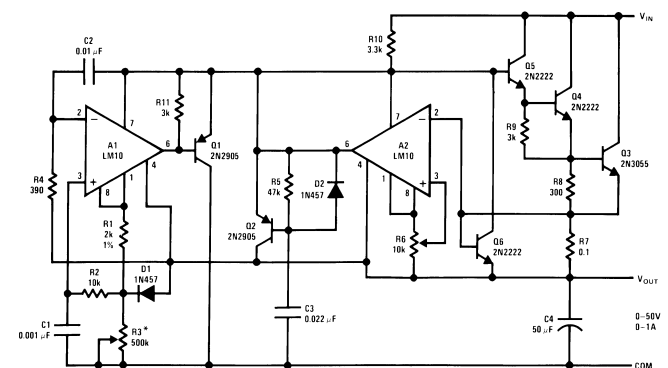 C2
0.01 μF
R10
3.3k
VIN
Q5
2N2222
Q4
2N2222
R11
3k
2
7
A1
LM10
6
4
3
8
1
Q1
2N2905
7
A2
LM10
6
4
2
3
1
8
R9
3k
Q3
2N3055
R4
390
R5
47k
D2
1N457
R8
300
R1
2k
1%
Q2
2N2905
R6
10k
Q6
2N2222
R7
0.1
R2
10k
D1
1N457
VOUT
C1
0.001 μF
R3*
500k
C3
0.022 μF
C4
50 μF
0–50V
0–1A
COM